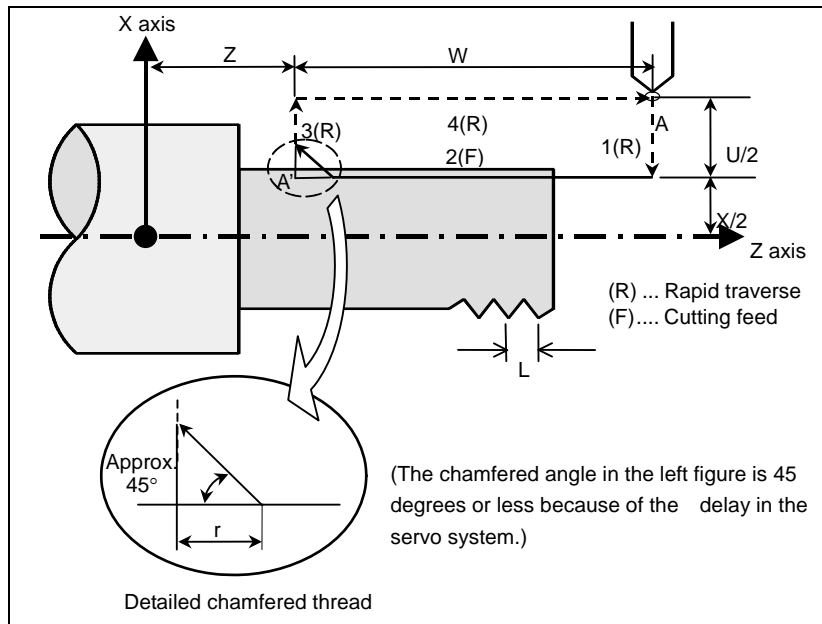 X axis
Z
W
3(R)
4(R)
A
1(R)
2(F)
U/2
A'
X/2
Z axis
(R) ... Rapid traverse
(F).... Cutting feed
L
Approx.
45°
r
(The chamfered angle in the left figure is 45
degrees or less because of the delay in the
servo system.)
Detailed chamfered thread